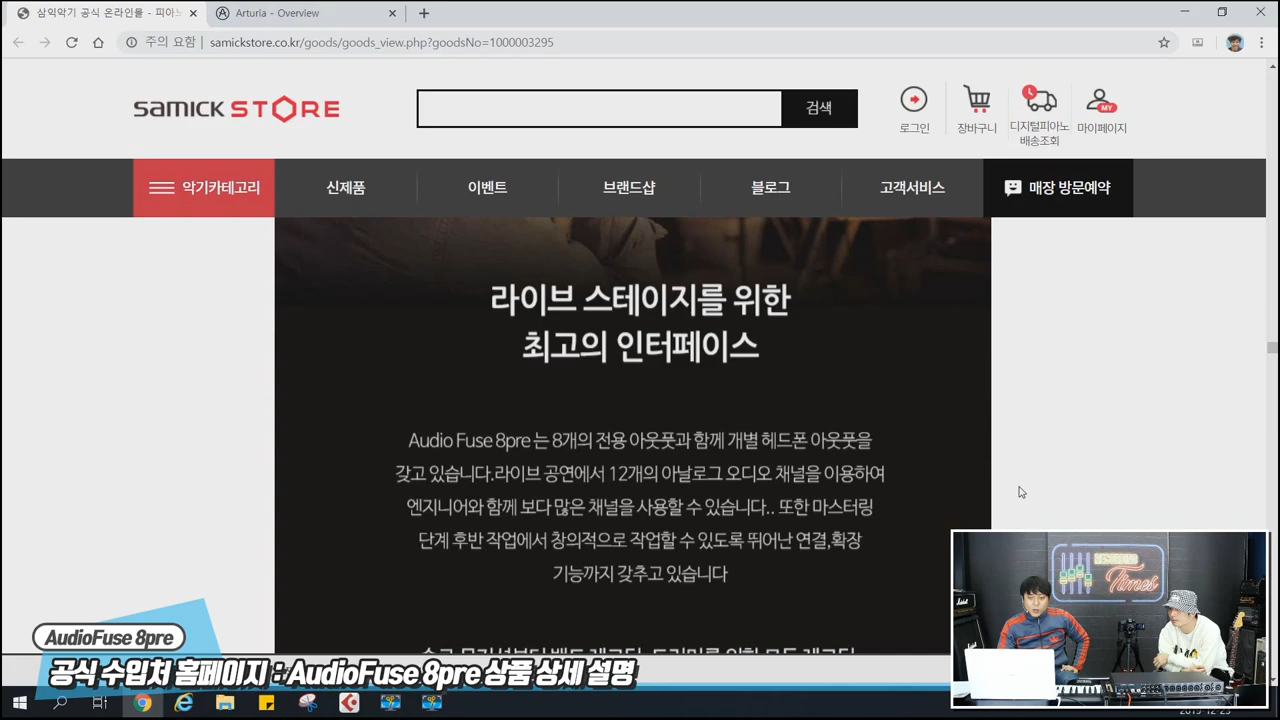 삼익악기 공식 온라인몰 - 피아노
Arturia - Overview
주의 요함
samickstore.co.kr/goods/goods_view.php?goodsNo=1000003295
samick STORE
검색
로그인
장바구니
디지털피아노
배송조회
MY
마이페이지
악기카테고리
신제품
이벤트
브랜드샵
블로그
고객서비스
매장 방문예약
라이브 스테이지를 위한
최고의 인터페이스
Audio Fuse 8pre 는 8개의 전용 아웃풋과 함께 개별 헤드폰 아웃풋을
갖고 있습니다.라이브 공연에서 12개의 아날로그 오디오 채널을 이용하여
엔지니어와 함께 보다 많은 채널을 사용할 수 있습니다.. 또한 마스터링
단계 후반 작업에서 창의적으로 작업할 수 있도록 뛰어난 연결,확장
기능까지 갖추고 있습니다
Times
AudioFuse 8pre
공식 수입처 홈페이지 : AudioFuse 8pre 상품 상세 설명